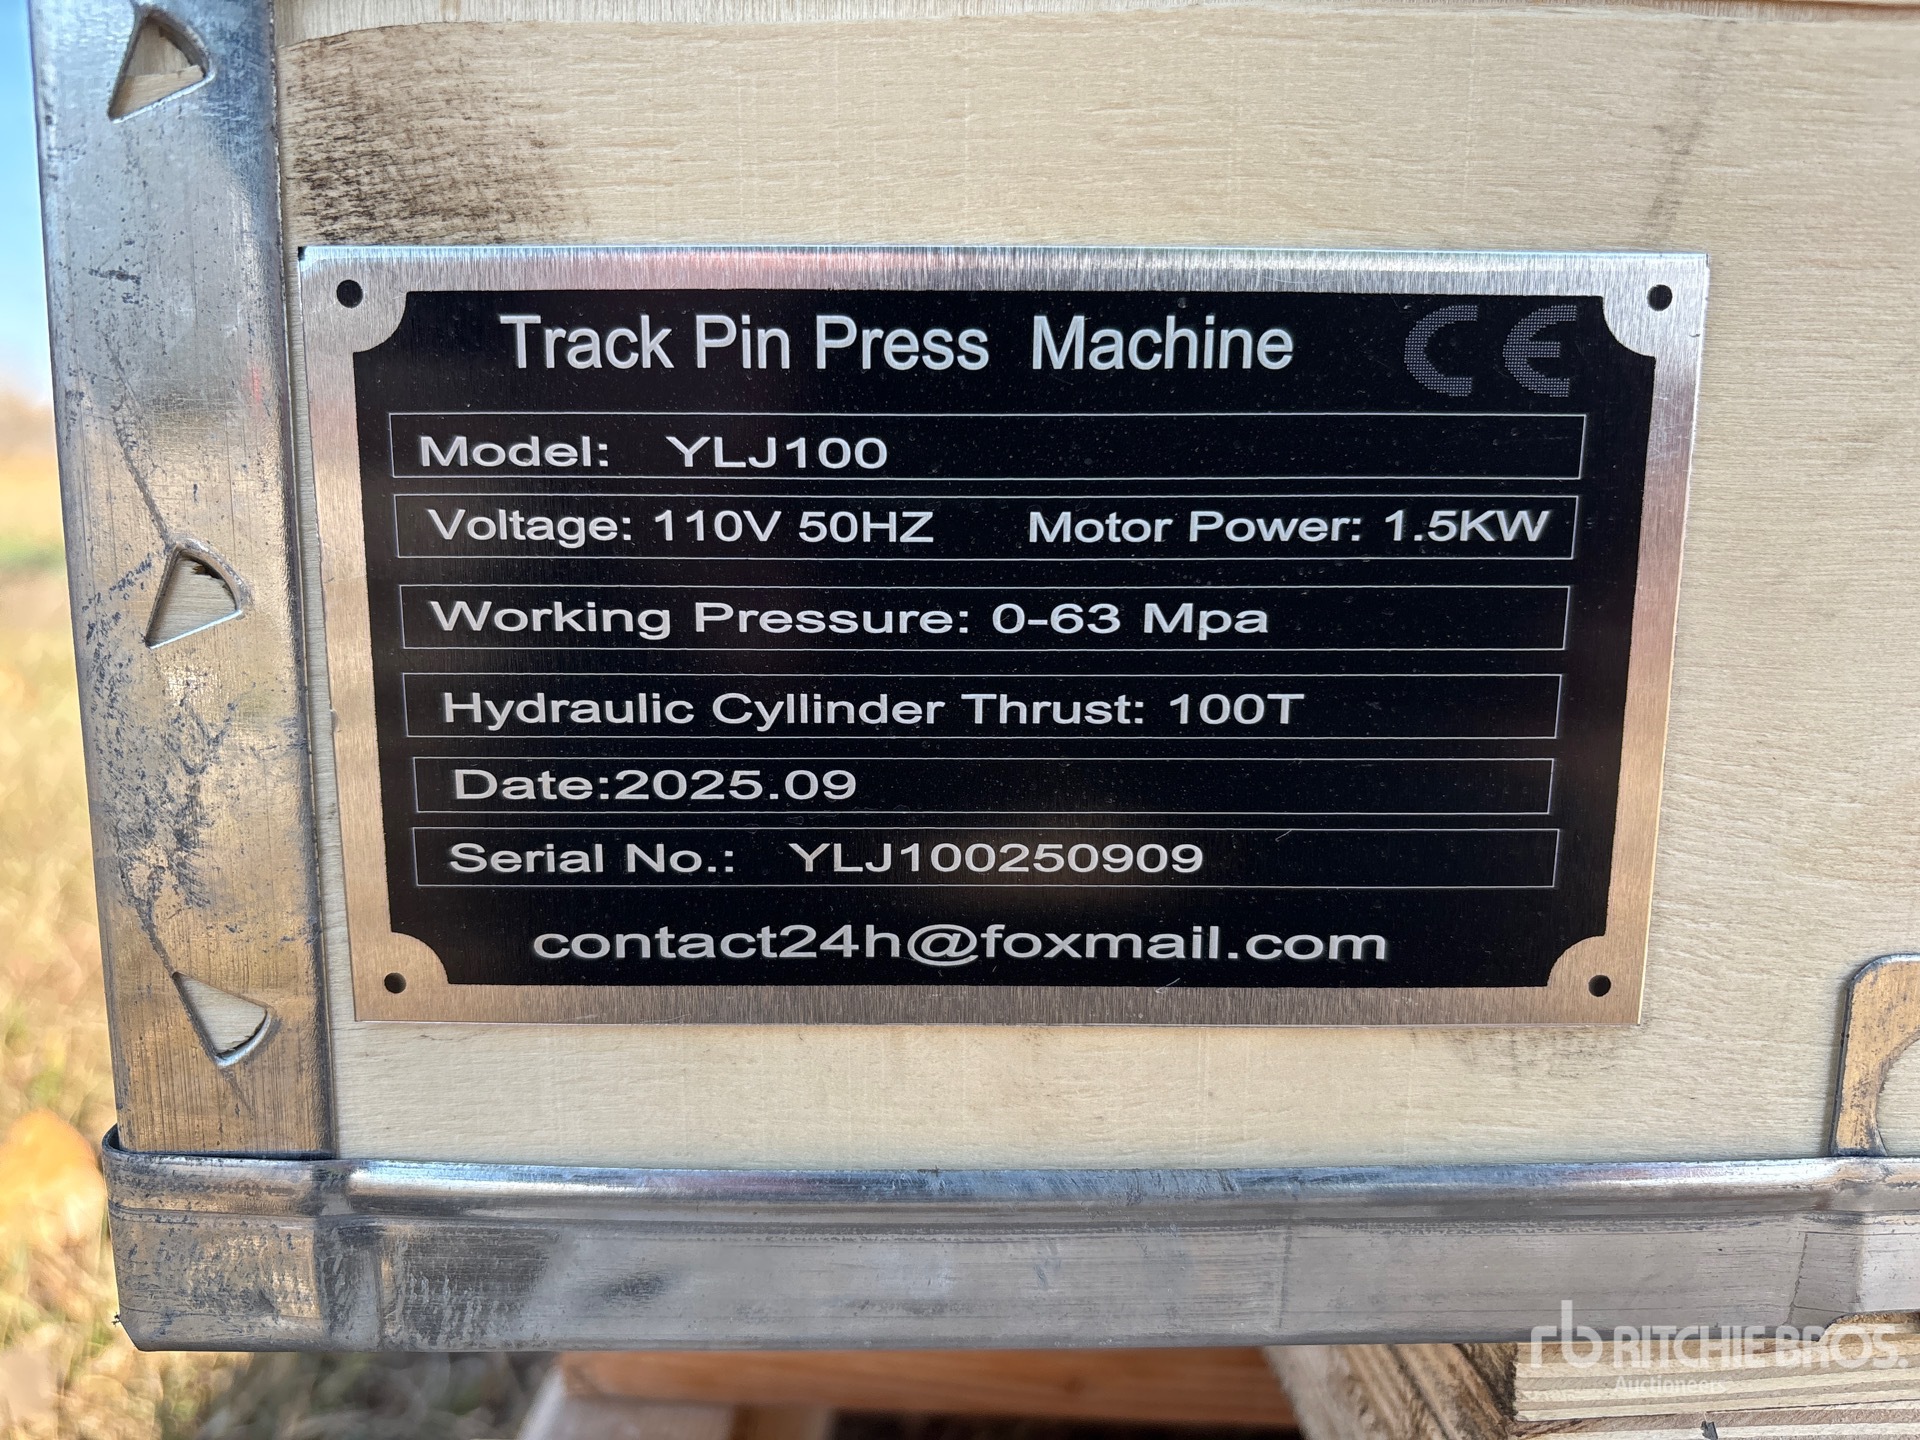 Track Pin Press Machine CE
Model: YLJ100
Voltage: 110V 50HZ Motor Power: 1.5KW
Working Pressure: 0-63 Mpa
Hydraulic Cyllinder Thrust: 100T
Date:2025.09
Serial No.: YLJ100250909
contact24h@foxmail.com
rb RITCHIE BROS.
Auctioneers